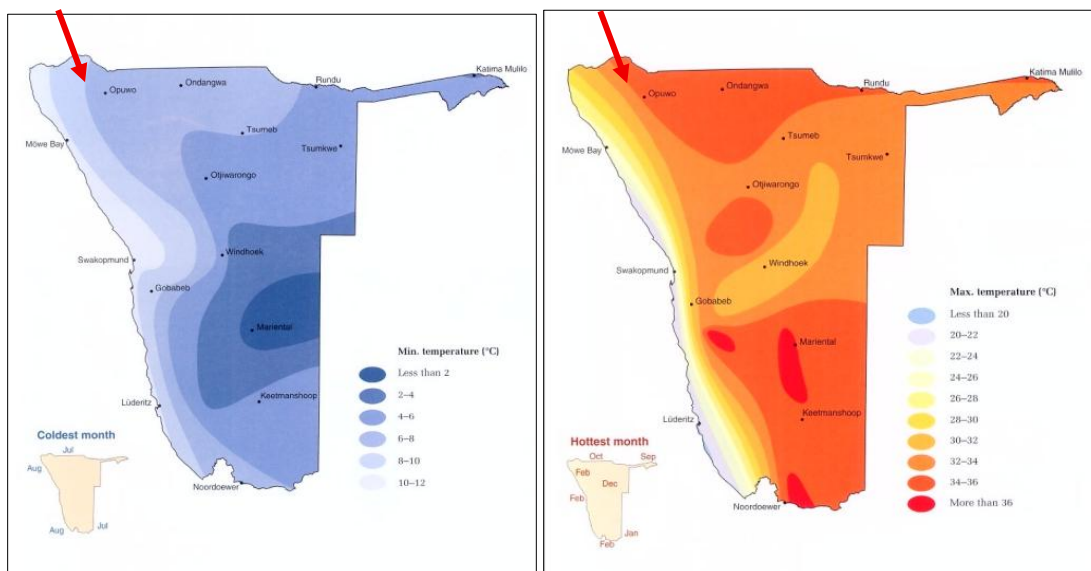 Katima Mulilo
Ondangwa
Rundu
Opuwo
Tsumeb
Möwe Bay
Tsumkwe
Otjiwarongo
Windhoek
Swakopmund
Gobabeb
Mariental
Min. temperature (°C)
Less than 2
2–4
4–6
6–8
8–10
10–12
Keetmanshoop
Lüderitz
Coldest month
Jul
Aug
Aug
Jul
Noordoewer
Katima Mulilo
Ondangwa
Rundu
Opuwo
Tsumeb
Möwe Bay
Tsumkwe
Otjiwarongo
Windhoek
Swakopmund
Gobabeb
Mariental
Max. temperature (°C)
Less than 20
20–22
22–24
24–26
26–28
28–30
30–32
32–34
34–36
More than 36
Keetmanshoop
Lüderitz
Hottest month
Oct
Sep
Feb
Dec
Feb
Jan
Feb
Noordoewer